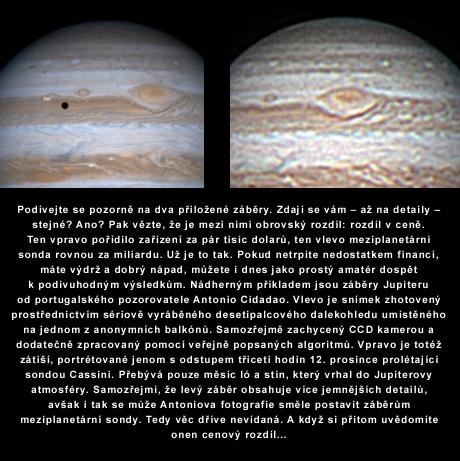 Podívejte se pozorně na dva přiložené záběry. Zdají se vám – až na detaily –
stejné? Ano? Pak vězte, že je mezi nimi obrovský rozdíl: rozdíl v ceně.
Ten vpravo pořídilo zařízení za pár tisíc dolarů, ten vlevo meziplanetární
sonda rovnou za miliardu. Už je to tak. Pokud netrpíte nedostatkem financí,
máte výdrž a dobrý nápad, můžete i dnes jako prostý amatér dospět
k podivuhodným výsledkům. Nádherným příkladem jsou záběry Jupiteru
od portugalského pozorovatele Antonio Cidadao. Vlevo je snímek zhotovený
prostřednictvím sériově vyráběného desetipalcového dalekohledu umístěného
na jednom z anonymních balkónů. Samozřejmě zachycený CCD kamerou a
dodatečně zpracovaný pomocí veřejně popsaných algoritmů. Vpravo je totéž
zátiší, portrétované jenom s odstupem třiceti hodin 12. prosince prolétající
sondou Cassini. Přebývá pouze měsíc Ió a stín, který vrhal do Jupiterovy
atmosféry. Samozřejmì, že levý záběr obsahuje více jemnějších detailů,
avšak i tak se může Antoniova fotografie směle postavit záběrům
meziplanetární sondy. Tedy věc dříve nevídaná. A když si přitom uvědomíte
onen cenový rozdíl...